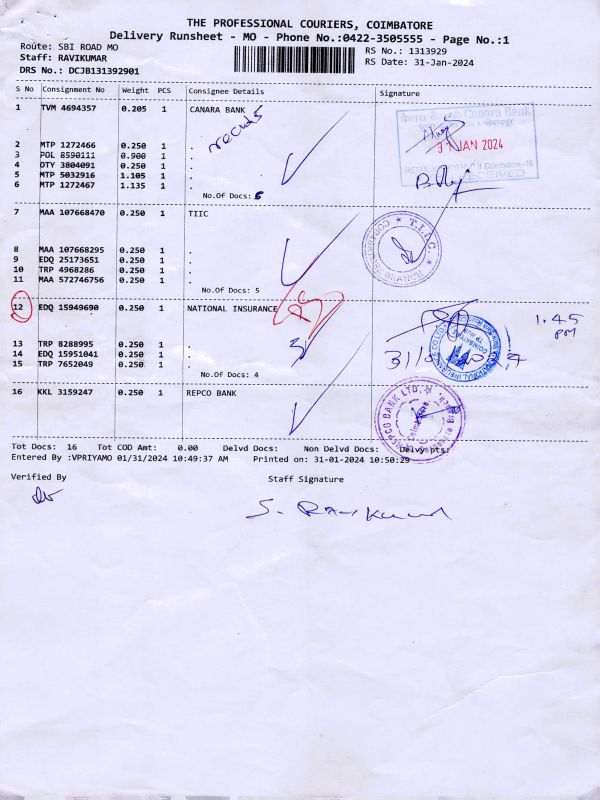 THE PROFESSIONAL COURIERS, COIMBATORE
Delivery Runsheet - MO - Phone No.:0422-3505555 - Page No.:1
Route: SBI ROAD MO
RS No.: 1313929
Staff: RAVIKUMAR
RS Date: 31-Jan-2024
DRS No.: DCJB131392901
S No Consignment No Weight PCS Consignee Details Signature
1 TVM 4694357 0.205 1 CANARA BANK
Canara Bank
31 JAN 2024
RECEIVED
2 MTP 1272466 0.250 1 .
3 POL 8590111 0.900 1 .
4 DTY 3804091 0.250 1 .
5 MTP 5032916 1.105 1 .
6 MTP 1272467 1.135 1 .
No.Of Docs: 6
7 MAA 107668470 0.250 1 TIIC
8 MAA 107668295 0.250 1 .
9 EDQ 25173651 0.250 1 .
10 TRP 4968286 0.250 1 .
11 MAA 572746756 0.250 1 .
No.Of Docs: 5
12 EDQ 15949690 0.250 1 NATIONAL INSURANCE
1.45 PM
13 TRP 8288995 0.250 1 .
14 EDQ 15951041 0.250 1 .
15 TRP 7652049 0.250 1 .
No.Of Docs: 4
16 KKL 3159247 0.250 1 REPCO BANK
Tot Docs: 16 Tot COD Amt: 0.00 Delvd Docs: Non Delvd Docs: Delvy pts:
Entered By :VPRIYAMO 01/31/2024 10:49:37 AM Printed on: 31-01-2024 10:50:29
Verified By Staff Signature
S. Ravikumar